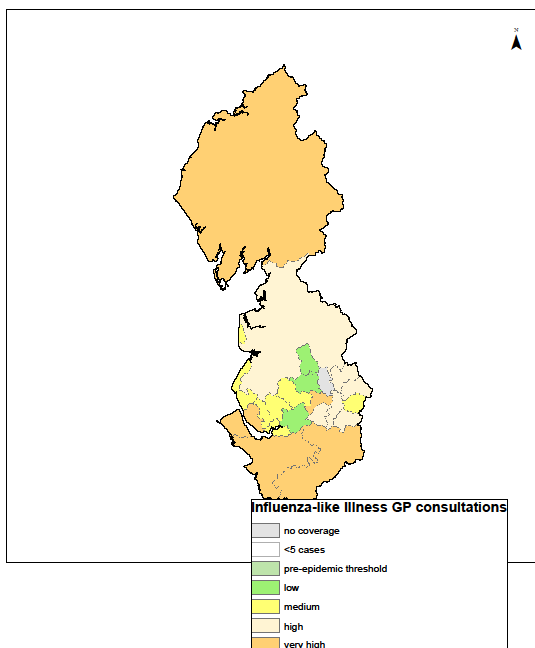 N
Influenza-like Illness GP consultations
no coverage
<5 cases
pre-epidemic threshold
low
medium
high
very high